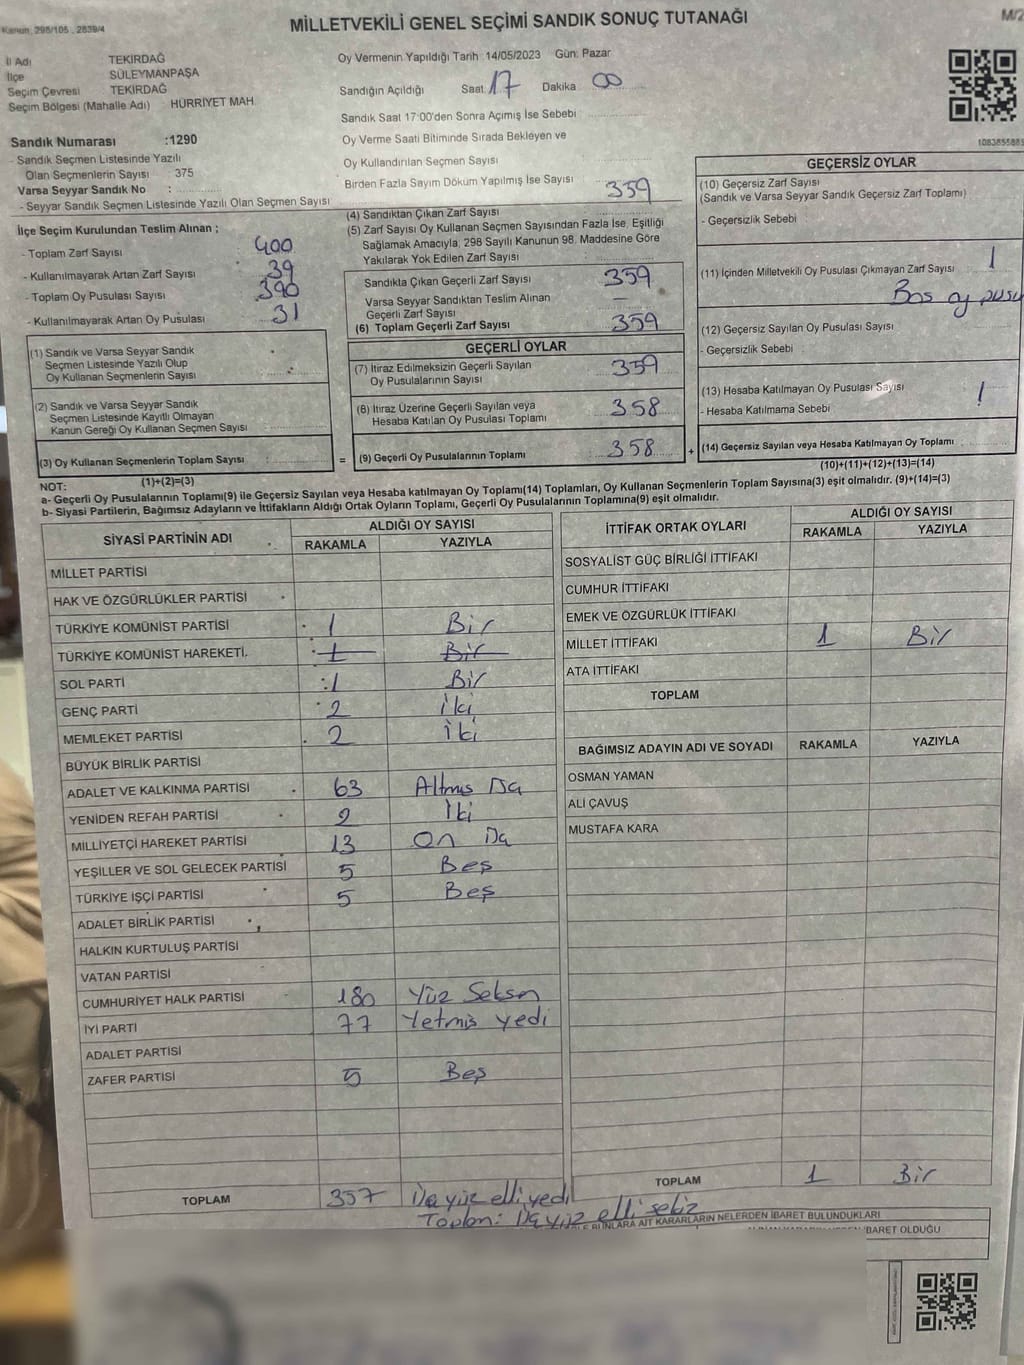 Kanun, 298/105 , 2839/4
MİLLETVEKİLİ GENEL SEÇİMİ SANDIK SONUÇ TUTANAĞI
M/2
İl Adı TEKİRDAĞ
İlçe SÜLEYMANPAŞA
Seçim Çevresi TEKİRDAĞ
Seçim Bölgesi (Mahalle Adı) HÜRRİYET MAH.
Sandık Numarası :1290
- Sandık Seçmen Listesinde Yazılı
Olan Seçmenlerin Sayısı : 375
Varsa Seyyar Sandık No :
- Seyyar Sandık Seçmen Listesinde Yazılı Olan Seçmen Sayısı
Oy Vermenin Yapıldığı Tarih 14/05/2023 Gün: Pazar
Sandığın Açıldığı Saat 17 Dakika 00
Sandık Saat 17:00'den Sonra Açımış İse Sebebi
Oy Verme Saati Bitiminde Sırada Bekleyen ve
Oy Kullandırılan Seçmen Sayısı
Birden Fazla Sayım Döküm Yapılmış İse Sayısı
İlçe Seçim Kurulundan Teslim Alınan ;
- Toplam Zarf Sayısı 400
- Kullanılmayarak Artan Zarf Sayısı 39
- Toplam Oy Pusulası Sayısı 390
- Kullanılmayarak Artan Oy Pusulası 31
(1) Sandık ve Varsa Seyyar Sandık
Seçmen Listesinde Yazılı Olup
Oy Kullanan Seçmenlerin Sayısı
(2) Sandık ve Varsa Seyyar Sandık
Seçmen Listesinde Kayıtlı Olmayan
Kanun Gereği Oy Kullanan Seçmen Sayısı
(3) Oy Kullanan Seçmenlerin Toplam Sayısı
(1)+(2)=(3)
(4) Sandıktan Çıkan Zarf Sayısı 359
(5) Zarf Sayısı Oy Kullanan Seçmen Sayısından Fazla İse, Eşitliği
Sağlamak Amacıyla, 298 Sayılı Kanunun 98. Maddesine Göre
Yakılarak Yok Edilen Zarf Sayısı :
Sandıkta Çıkan Geçerli Zarf Sayısı 359
Varsa Seyyar Sandıktan Teslim Alınan
Geçerli Zarf Sayısı –
(6) Toplam Geçerli Zarf Sayısı 359
GEÇERLİ OYLAR
(7) İtiraz Edilmeksizin Geçerli Sayılan
Oy Pusulalarının Sayısı 359
(8) İtiraz Üzerine Geçerli Sayılan veya
Hesaba Katılan Oy Pusulası Toplamı 358
= (9) Geçerli Oy Pusulalarının Toplamı 358 +
1083855885
GEÇERSİZ OYLAR
(10) Geçersiz Zarf Sayısı
(Sandık ve Varsa Seyyar Sandık Geçersiz Zarf Toplamı)
- Geçersizlik Sebebi
(11) İçinden Milletvekili Oy Pusulası Çıkmayan Zarf Sayısı 1
Boş oy pusu
(12) Geçersiz Sayılan Oy Pusulası Sayısı
- Geçersizlik Sebebi
(13) Hesaba Katılmayan Oy Pusulası Sayısı 1
- Hesaba Katılmama Sebebi
(14) Geçersiz Sayılan veya Hesaba Katılmayan Oy Toplamı
(10)+(11)+(12)+(13)=(14)
NOT:
a- Geçerli Oy Pusulalarının Toplamı(9) ile Geçersiz Sayılan veya Hesaba katılmayan Oy Toplamı(14) Toplamları, Oy Kullanan Seçmenlerin Toplam Sayısına(3) eşit olmalıdır. (9)+(14)=(3)
b- Siyasi Partilerin, Bağımsız Adayların ve İttifakların Aldığı Ortak Oyların Toplamı, Geçerli Oy Pusulalarının Toplamına(9) eşit olmalıdır.
SİYASİ PARTİNİN ADI ALDIĞI OY SAYISI
RAKAMLA YAZIYLA
MİLLET PARTİSİ
HAK VE ÖZGÜRLÜKLER PARTİSİ
TÜRKİYE KOMÜNİST PARTİSİ 1 Bir
TÜRKİYE KOMÜNİST HAREKETİ 1 Bir
SOL PARTİ 1 Bir
GENÇ PARTİ 2 İki
MEMLEKET PARTİSİ 2 İki
BÜYÜK BİRLİK PARTİSİ
ADALET VE KALKINMA PARTİSİ 63 Altmış Üç
YENİDEN REFAH PARTİSİ 2 İki
MİLLİYETÇİ HAREKET PARTİSİ 13 On Üç
YEŞİLLER VE SOL GELECEK PARTİSİ 5 Beş
TÜRKİYE İŞÇİ PARTİSİ 5 Beş
ADALET BİRLİK PARTİSİ
HALKIN KURTULUŞ PARTİSİ
VATAN PARTİSİ
CUMHURİYET HALK PARTİSİ 180 Yüz Seksen
İYİ PARTİ 77 Yetmiş yedi
ADALET PARTİSİ
ZAFER PARTİSİ 5 Beş
TOPLAM 357 Üç yüz elli yedi
Toplam: Üç yüz elli sekiz
İTTİFAK ORTAK OYLARI ALDIĞI OY SAYISI
RAKAMLA YAZIYLA
SOSYALİST GÜÇ BİRLİĞİ İTTİFAKI
CUMHUR İTTİFAKI
EMEK VE ÖZGÜRLÜK İTTİFAKI
MİLLET İTTİFAKI 1 Bir
ATA İTTİFAKI
TOPLAM
BAĞIMSIZ ADAYIN ADI VE SOYADI RAKAMLA YAZIYLA
OSMAN YAMAN
ALİ ÇAVUŞ
MUSTAFA KARA
TOPLAM 1 Bir
BUNLARA AİT KARARLARIN NELERDEN İBARET BULUNDUKLARI
İBARET OLDUĞU